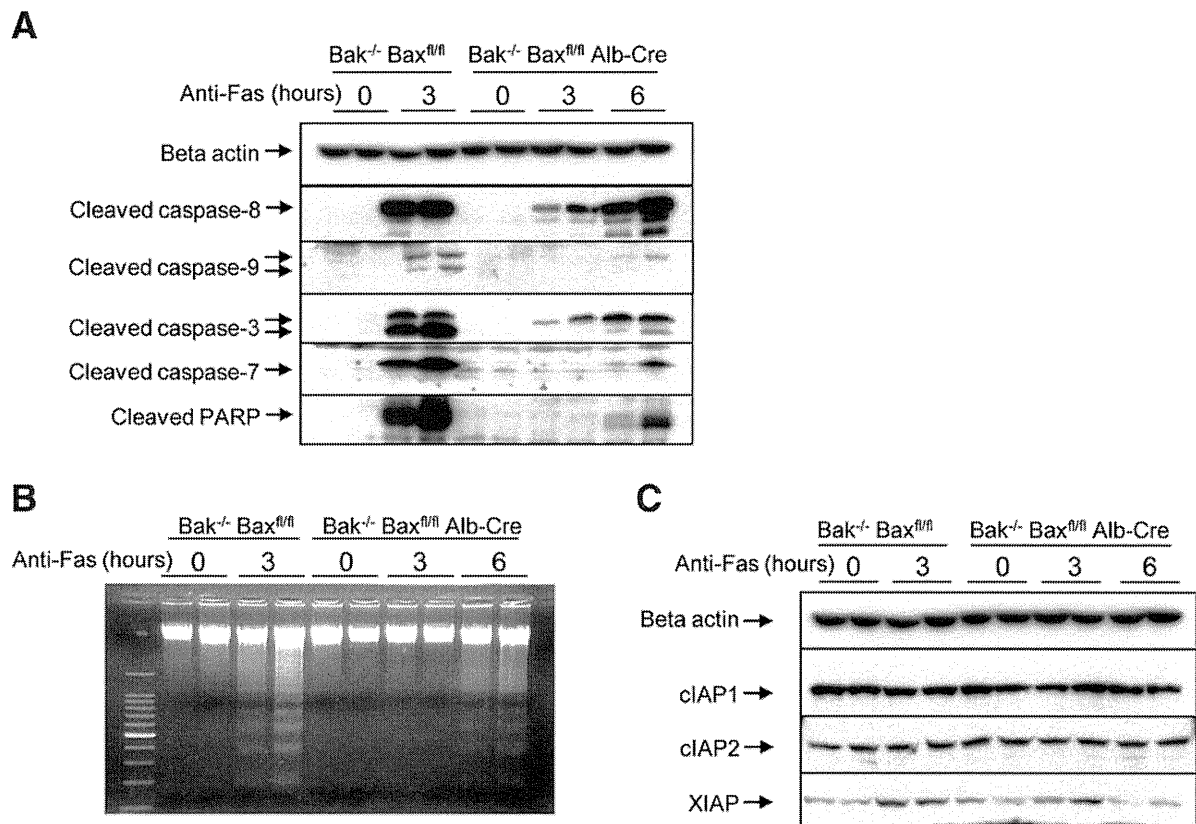 A
Bak-/- Baxfl/fl Bak-/- Baxfl/fl Alb-Cre
Anti-Fas (hours) 0 3 0 3 6
Beta actin
Cleaved caspase-8
Cleaved caspase-9
Cleaved caspase-3
Cleaved caspase-7
Cleaved PARP
B
Bak-/- Baxfl/fl Bak-/- Baxfl/fl Alb-Cre
Anti-Fas (hours) 0 3 0 3 6
C
Bak-/- Baxfl/fl Bak-/- Baxfl/fl Alb-Cre
Anti-Fas (hours) 0 3 0 3 6
Beta actin
cIAP1
cIAP2
XIAP